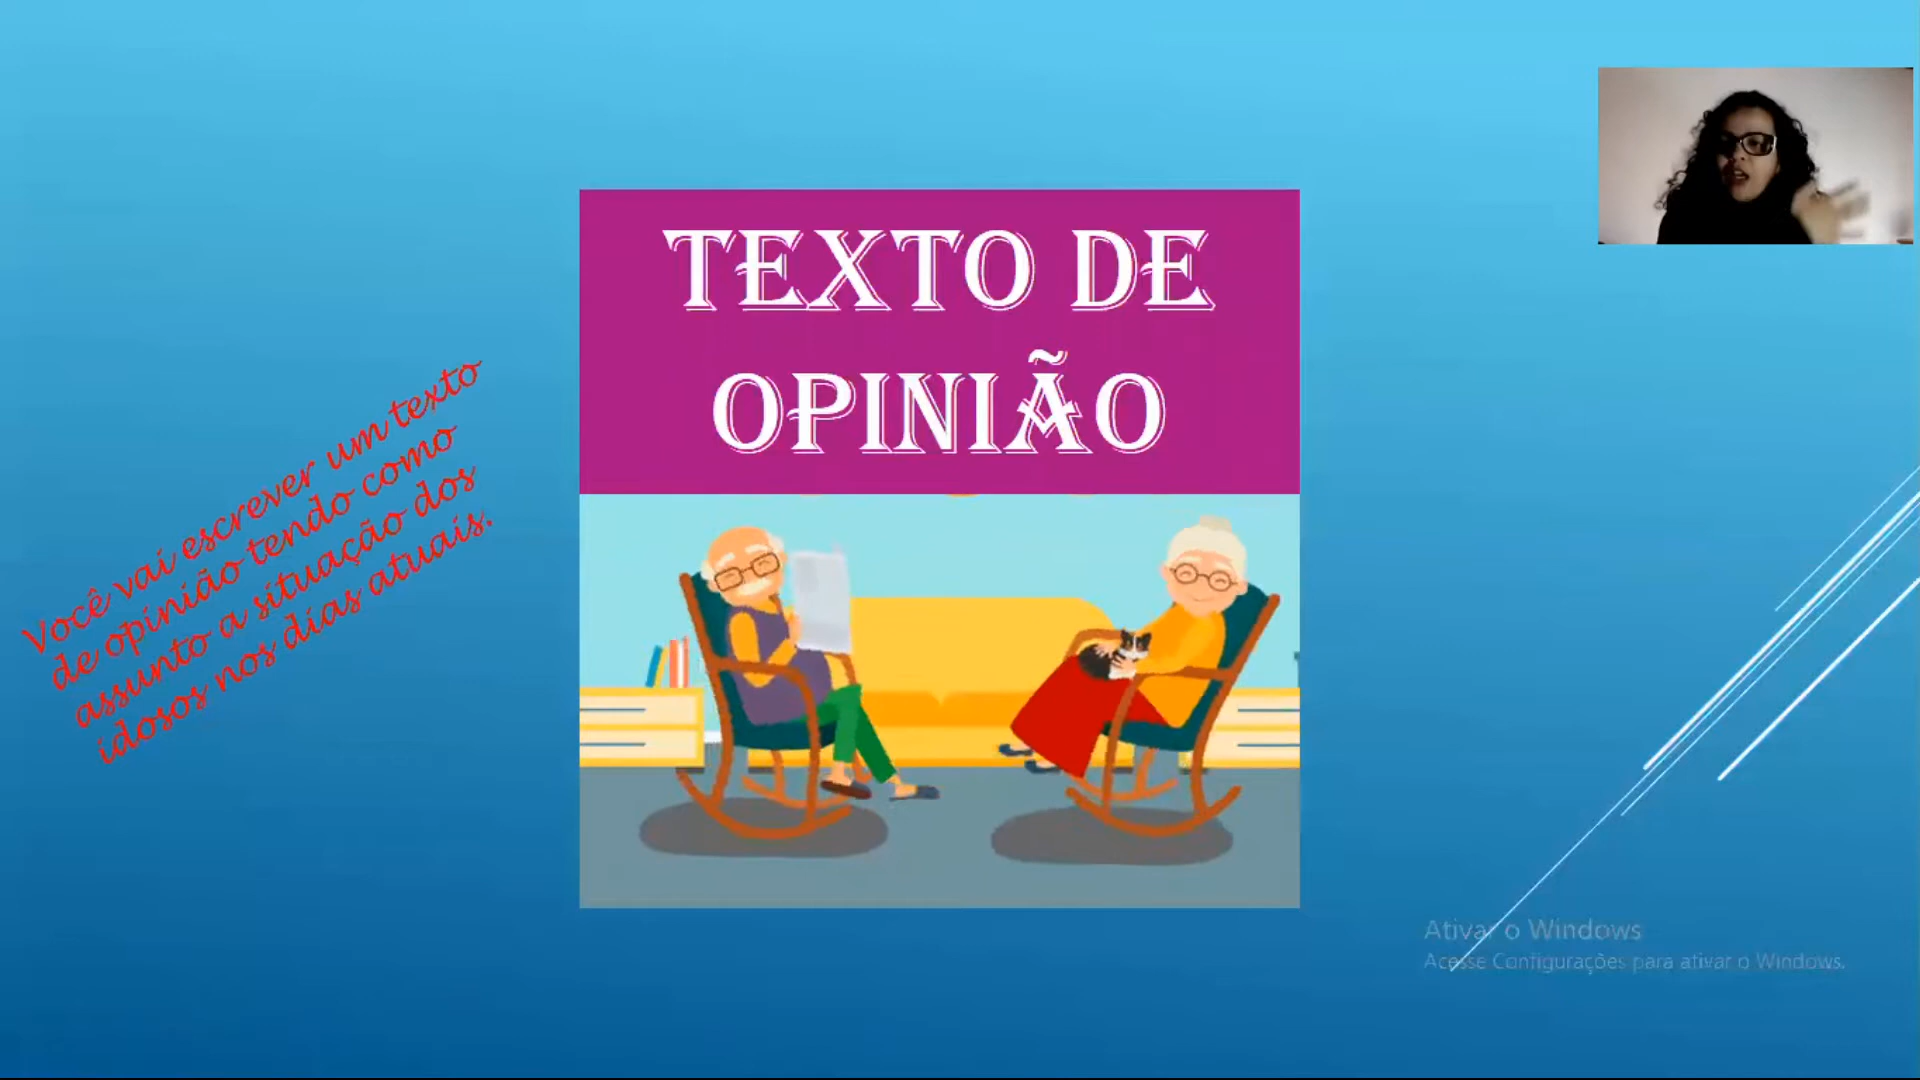 TEXTO DE
OPINIÃO
Você vai escrever um texto
de opinião tendo como
assunto a situação dos
idosos nos dias atuais.
Ativar o Windows
Acesse Configurações para ativar o Windows.